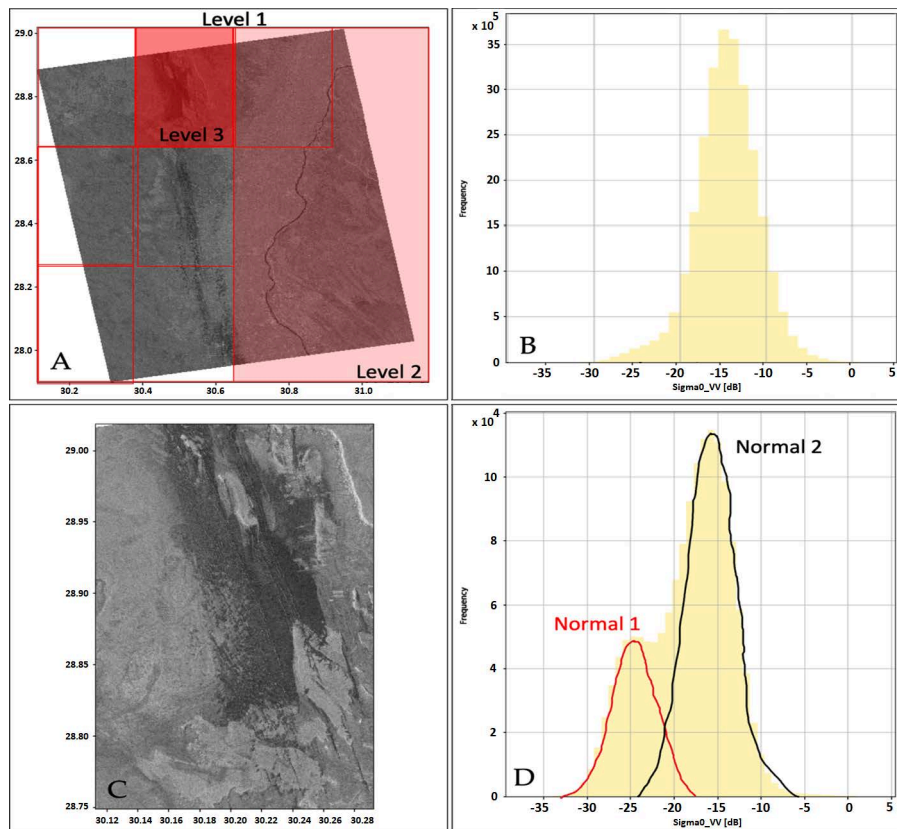 Level 1
29.0
28.8
28.6
28.4
28.2
28.0
Level 3
A
Level 2
30.2 30.4 30.6 30.8 31.0
x 10
35
30
25
20
15
10
5
0
Frequency
B
-35 -30 -25 -20 -15 -10 -5 0
Sigma0_VV [dB]
29.00
28.95
28.90
28.85
28.80
28.75
C
30.12 30.14 30.16 30.18 30.20 30.22 30.24 30.26 30.28
x 10
4
10
8
6
4
2
0
Frequency
Normal 2
Normal 1
D
-35 -30 -25 -20 -15 -10 -5 0 5
Sigma0_VV [dB]